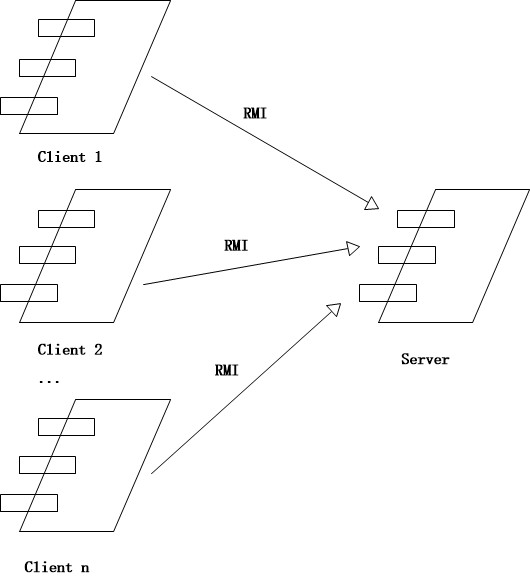 RMI
Client 1
RMI
Client 2
Server
...
RMI
Client n